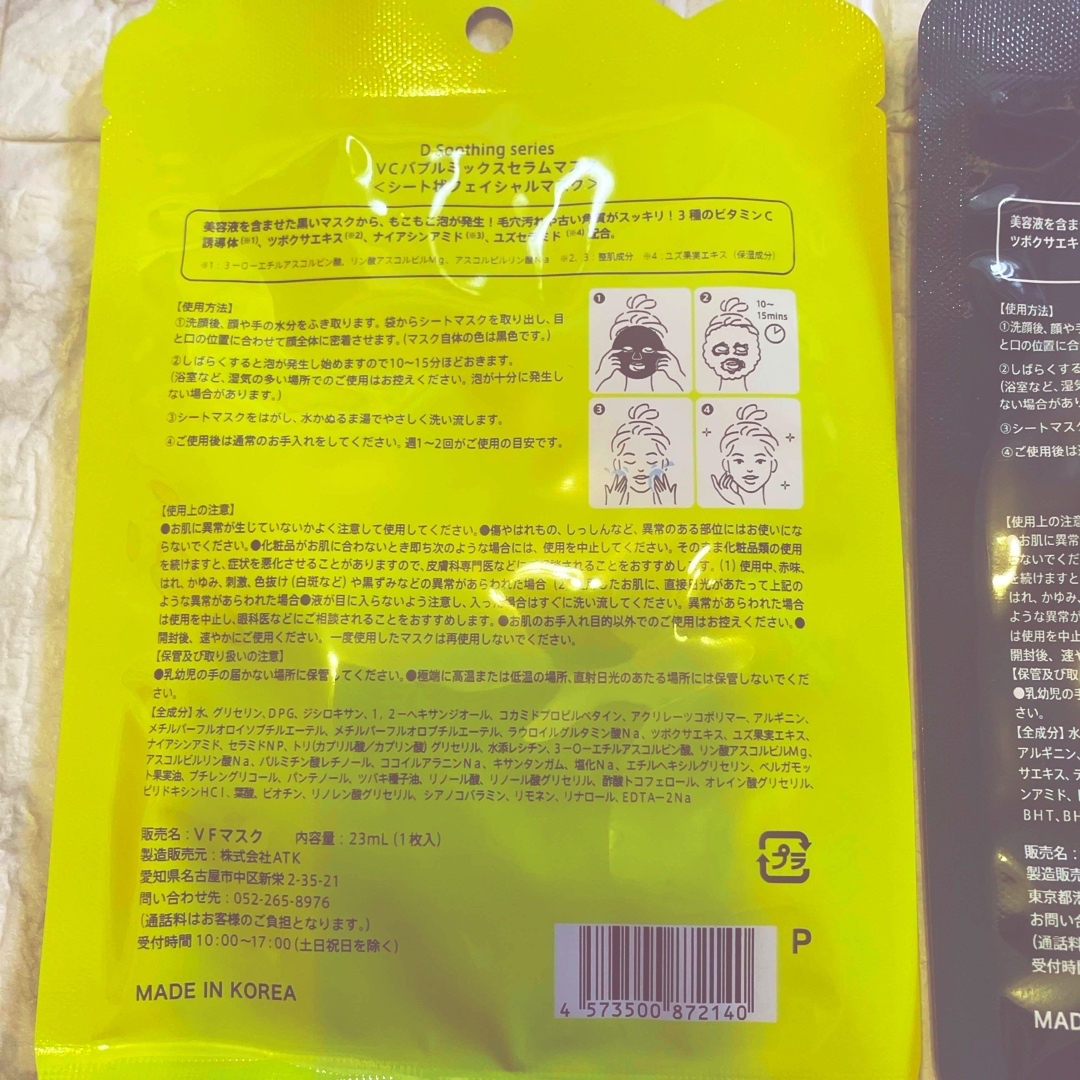 D Soothing series
VCバブルミックスセラムマスク
＜シート状フェイシャルマスク＞
美容液を含ませた黒いマスクから、もこもこ泡が発生！毛穴汚れや古い角質がスッキリ！3種のビタミンC
誘導体(※1)、ツボクサエキス(※2)、ナイアシンアミド(※3)、ユズセラミド(※4)配合。
※1：3－O－エチルアスコルビン酸、リン酸アスコルビルMg、アスコルビルリン酸Na　※2、3：整肌成分　※4：ユズ果実エキス（保湿成分）
【使用方法】
①洗顔後、顔や手の水分をふき取ります。袋からシートマスクを取り出し、目
と口の位置に合わせて顔全体に密着させます。(マスク自体の色は黒色です。)
②しばらくすると泡が発生し始めますので10～15分ほどおきます。
(浴室など、湿気の多い場所でのご使用はお控えください。泡が十分に発生し
ない場合があります。)
③シートマスクをはがし、水かぬるま湯でやさしく洗い流します。
④ご使用後は通常のお手入れをしてください。週1～2回がご使用の目安です。
1
2
10～
15mins
3
4
【使用上の注意】
●お肌に異常が生じていないかよく注意して使用してください。●傷やはれもの、しっしんなど、異常のある部位にはお使いにな
らないでください。●化粧品がお肌に合わないとき即ち次のような場合には、使用を中止してください。そのまま化粧品類の使用
を続けますと、症状を悪化させることがありますので、皮膚科専門医などにご相談されることをおすすめします。(1) 使用中、赤味、
はれ、かゆみ、刺激、色抜け(白斑など)や黒ずみなどの異常があらわれた場合 (2)使用したお肌に、直接日光があたって上記の
ような異常があらわれた場合●液が目に入らないよう注意し、入った場合はすぐに洗い流してください。異常があらわれた場合
は使用を中止し、眼科医などにご相談されることをおすすめします。●お肌のお手入れ目的以外でのご使用はお控えください。●
開封後、速やかにご使用ください。一度使用したマスクは再使用しないでください。
【保管及び取り扱いの注意】
●乳幼児の手の届かない場所に保管してください。●極端に高温または低温の場所、直射日光のあたる場所には保管しないでくだ
さい。
【全成分】水、グリセリン、DPG、ジシロキサン、1，2－ヘキサンジオール、コカミドプロピルベタイン、アクリレーツコポリマー、アルギニン、
メチルパーフルオロイソブチルエーテル、メチルパーフルオロブチルエーテル、ラウロイルグルタミン酸Na、ツボクサエキス、ユズ果実エキス、
ナイアシンアミド、セラミドNP、トリ(カプリル酸／カプリン酸)グリセリル、水添レシチン、3－O－エチルアスコルビン酸、リン酸アスコルビルMg、
アスコルビルリン酸Na、パルミチン酸レチノール、ココイルアラニンNa、キサンタンガム、塩化Na、エチルヘキシルグリセリン、ベルガモッ
ト果実油、ブチレングリコール、パンテノール、ツバキ種子油、リノール酸、リノール酸グリセリル、酢酸トコフェロール、オレイン酸グリセリル、
ピリドキシンHCl、葉酸、ビオチン、リノレン酸グリセリル、シアノコバラミン、リモネン、リナロール、EDTA－2Na
販売名：VFマスク　内容量：23mL(1枚入)
製造販売元：株式会社ATK
愛知県名古屋市中区新栄2-35-21
問い合わせ先：052-265-8976
(通話料はお客様のご負担となります。)
受付時間 10:00～17:00(土日祝日を除く)
MADE IN KOREA
プラ
P
4 573500 872140
美容液を含ま
ツボクサエキ
【使用方法】
①洗顔後、顔や手
と口の位置に合
②しばらくする
(浴室など、湿
ない場合があり
③シートマスク
④ご使用後は
【使用上の注意
●お肌に異常
らないでくだ
を続けますと
はれ、かゆみ、
ような異常が
は使用を中止
開封後、速や
【保管及び取
●乳幼児の手
さい。
【全成分】水
アルギニン、
サエキス、
ンアミド、
BHT、BH
販売名：
製造販売
東京都港
お問い合
(通話料
受付時間
MAD